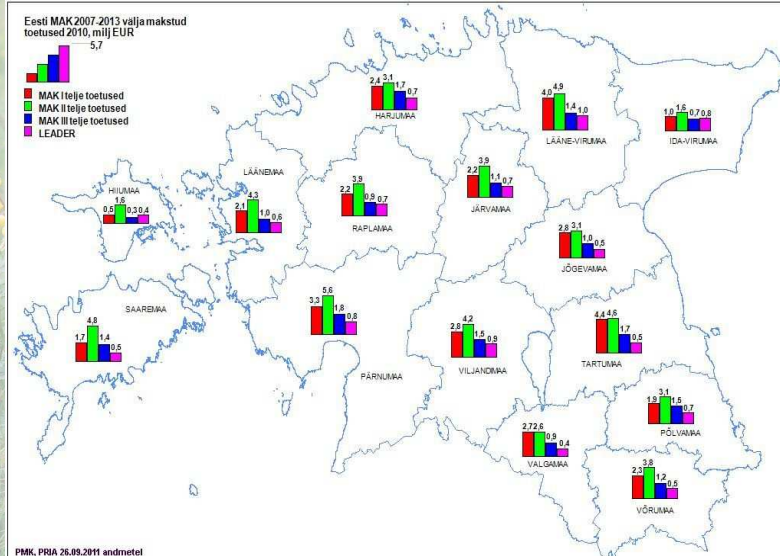 Eesti MAK 2007-2013 välja makstud
toetused 2010, milj EUR
5,7
MAK I telje toetused
MAK II telje toetused
MAK III telje toetused
LEADER
2,4 3,1 1,7 0,7
HARJUMAA
4,0 4,9 1,4 1,0
LÄÄNE-VIRUMAA
1,0 1,6 0,7 0,8
IDA-VIRUMAA
HIIUMAA
0,5 1,6 0,3 0,4
LÄÄNEMAA
2,1 4,3 1,0 0,6
2,2 3,9 0,9 0,7
RAPLAMAA
2,2 3,9 1,1 0,7
JÄRVAMAA
2,8 3,1 1,0 0,5
JÕGEVAMAA
SAAREMAA
1,7 4,8 1,4 0,5
3,3 5,6 1,8 0,8
PÄRNUMAA
2,8 4,2 1,5 0,9
VILJANDIMAA
4,4 4,6 1,7 0,5
TARTUMAA
1,9 3,1 1,5 0,7
PÕLVAMAA
2,7 2,6 0,9 0,4
VALGAMAA
2,3 3,8 1,2 0,5
VÕRUMAA
PMK, PRIA 26.09.2011 andmetel